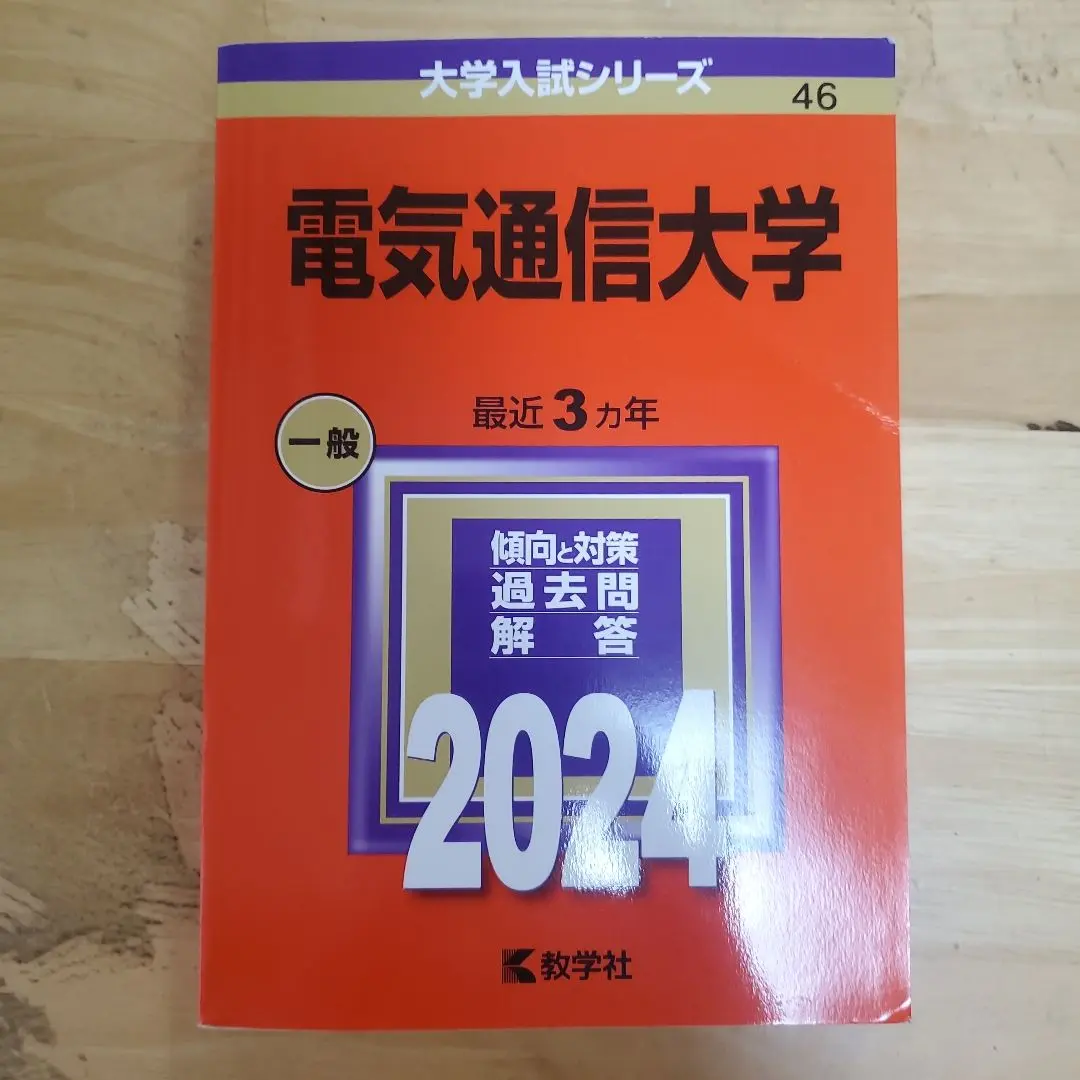 大学入試シリーズ
46
電気通信大学
最近3カ年
一般
傾向と対策
過去問
解答
2024
教学社